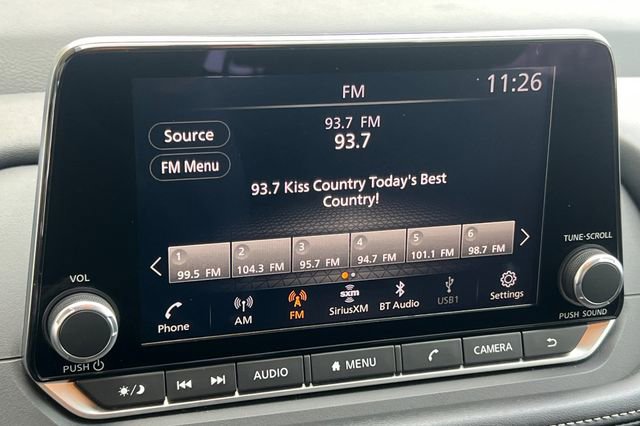 FM
11:26
Source
93.7 FM
93.7
FM Menu
93.7 Kiss Country Today's Best
Country!
1 99.5 FM
2 104.3 FM
3 95.7 FM
4 94.7 FM
5 101.1 FM
6 98.7 FM
Phone
AM
FM
sxm
SiriusXM
BT Audio
USB1
Settings
VOL
PUSH
TUNE·SCROLL
PUSH SOUND
AUDIO
MENU
CAMERA